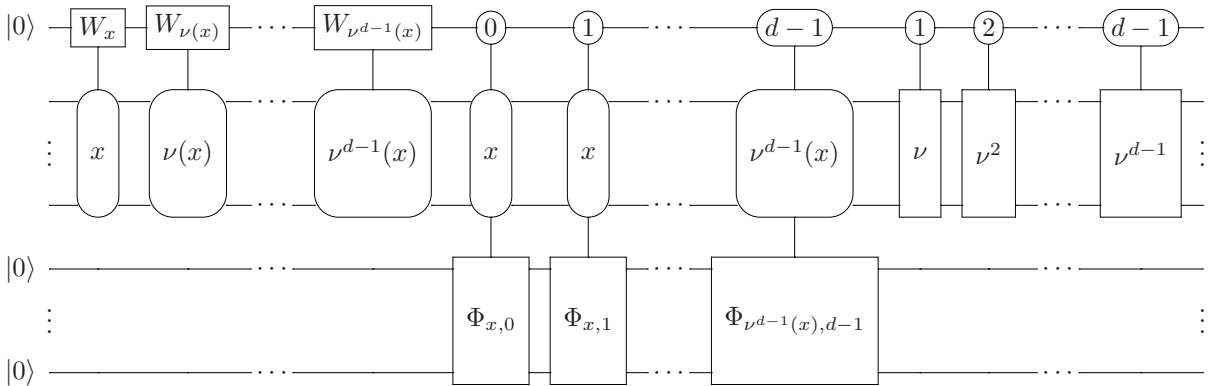 |0⟩ W_x W_{ν(x)} ⋯ W_{ν^{d−1}(x)} 0 1 ⋯ d − 1 1 2 ⋯ d − 1 ⋯
⋯ ⋯ ⋯
⋮ x ν(x) ν^{d−1}(x) x x ν^{d−1}(x) ν ν^2 ν^{d−1} ⋮
⋯ ⋯ ⋯
|0⟩ ⋯ ⋯ ⋯
⋮ Φ_{x,0} Φ_{x,1} Φ_{ν^{d−1}(x),d−1} ⋮
|0⟩ ⋯ ⋯ ⋯